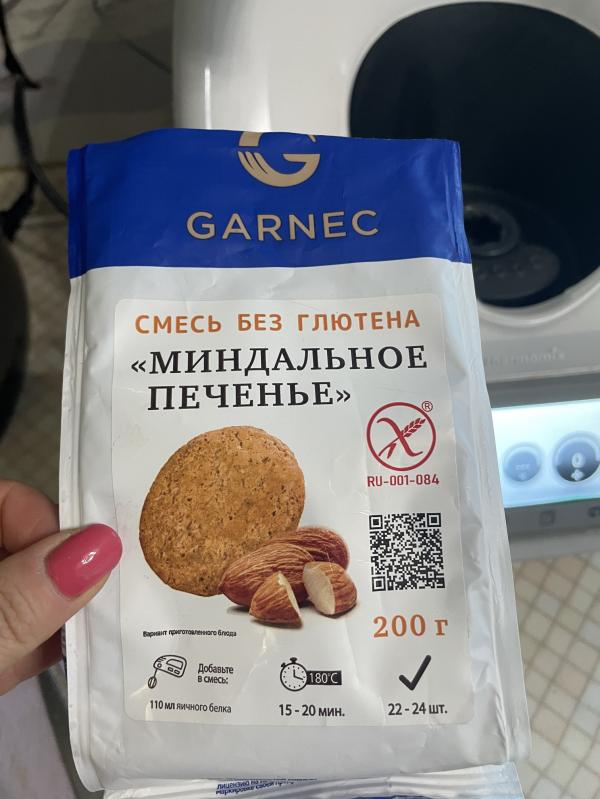 GARNEC
СМЕСЬ БЕЗ ГЛЮТЕНА
«МИНДАЛЬНОЕ
ПЕЧЕНЬЕ»
®
RU-001-084
200 г
Вариант приготовленного блюда
Добавьте
в смесь:
110 мл яичного белка
180°C
15 - 20 мин.
22 - 24 шт.